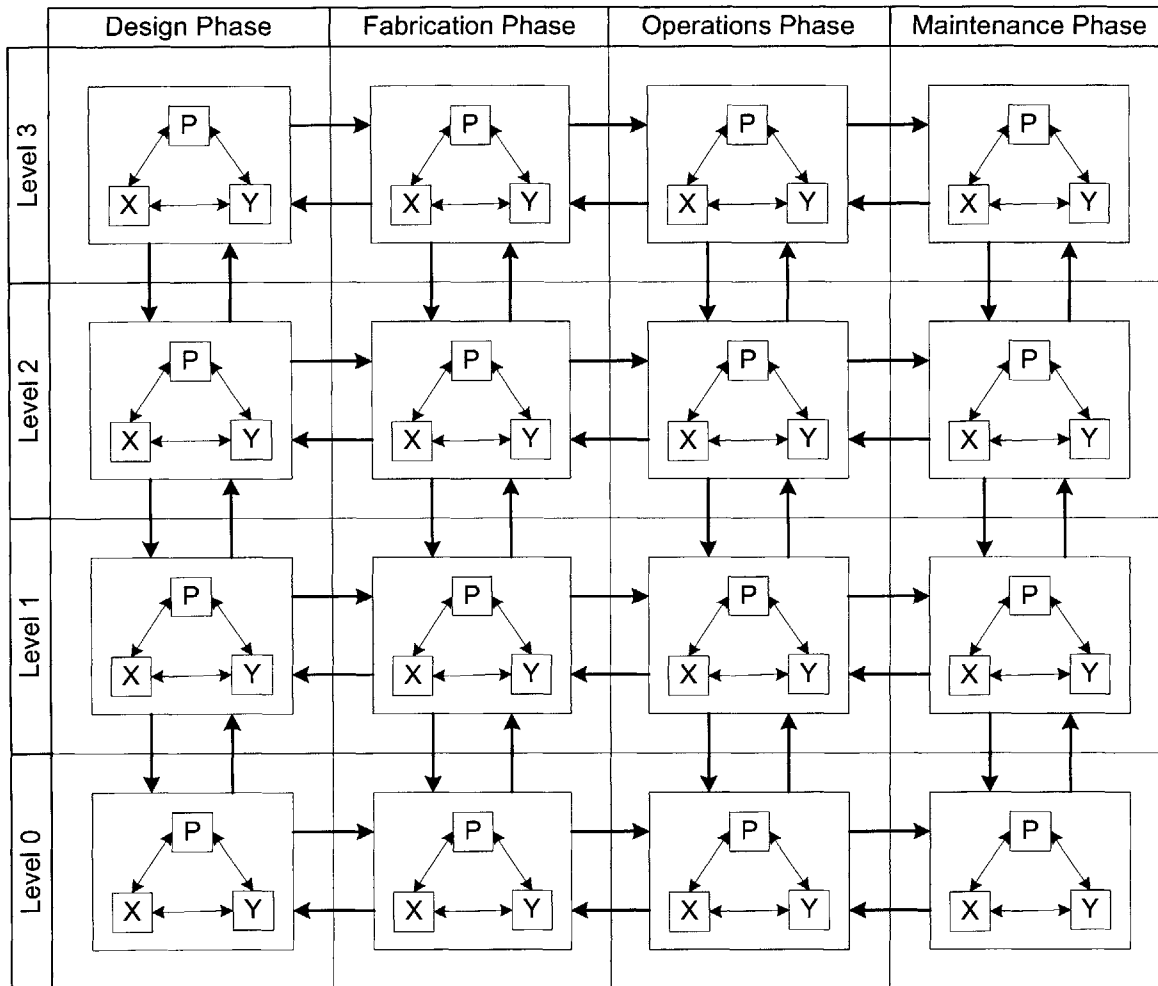 Design Phase Fabrication Phase Operations Phase Maintenance Phase
Level 3
P P P P
X Y X Y X Y X Y
Level 2
P P P P
X Y X Y X Y X Y
Level 1
P P P P
X Y X Y X Y X Y
Level 0
P P P P
X Y X Y X Y X Y